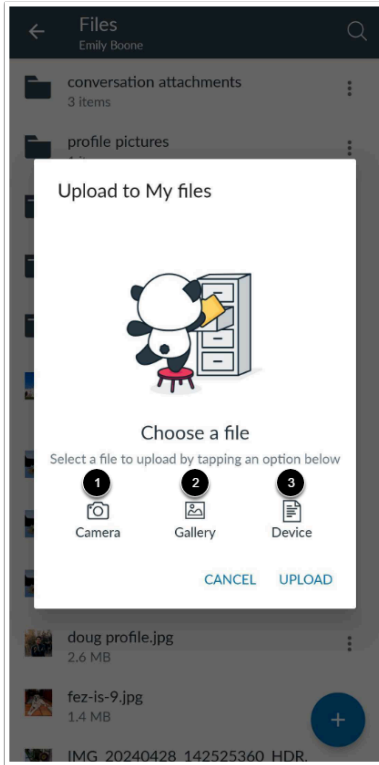 Files
Emily Boone
conversation attachments
3 items
profile pictures
Upload to My files
Choose a file
Select a file to upload by tapping an option below
1 2 3
Camera Gallery Device
CANCEL UPLOAD
doug profile.jpg
2.6 MB
fez-is-9.jpg
1.4 MB
IMG_20240428_142525360_HDR.